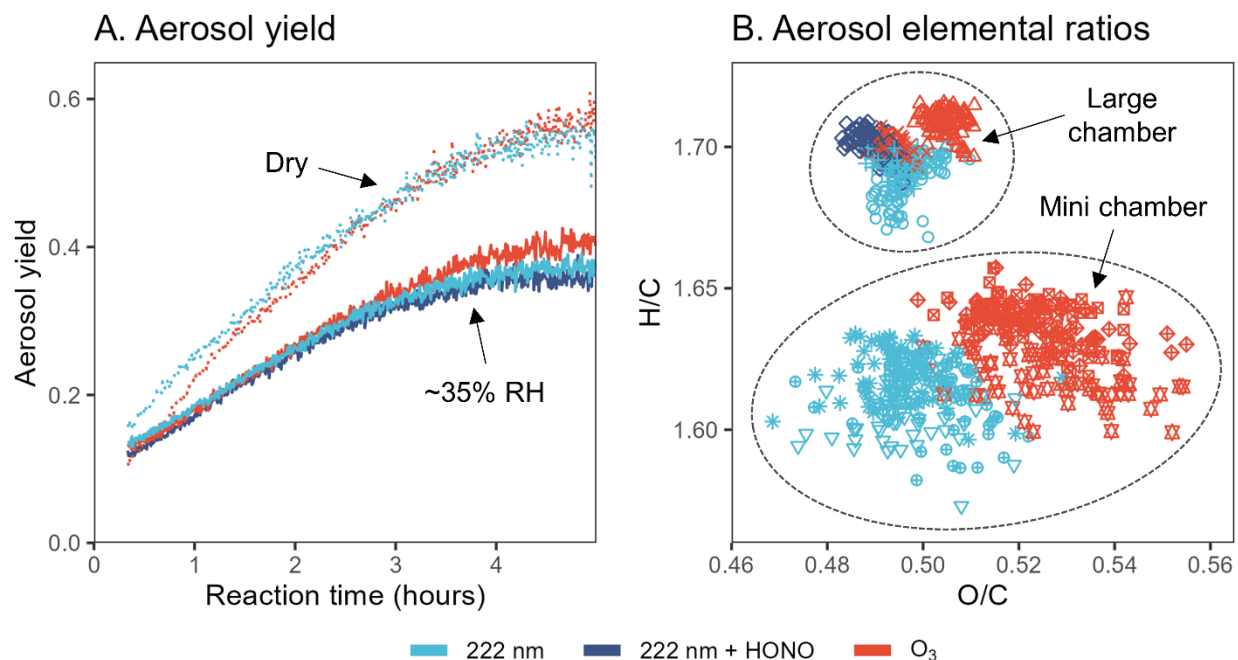 A. Aerosol yield
Aerosol yield
0.6
0.4
0.2
0.0
0
1
2
3
4
Reaction time (hours)
Dry
~35% RH
B. Aerosol elemental ratios
H/C
1.70
1.65
1.60
0.46
0.48
0.50
0.52
0.54
0.56
O/C
Large
chamber
Mini chamber
222 nm
222 nm + HONO
O₃